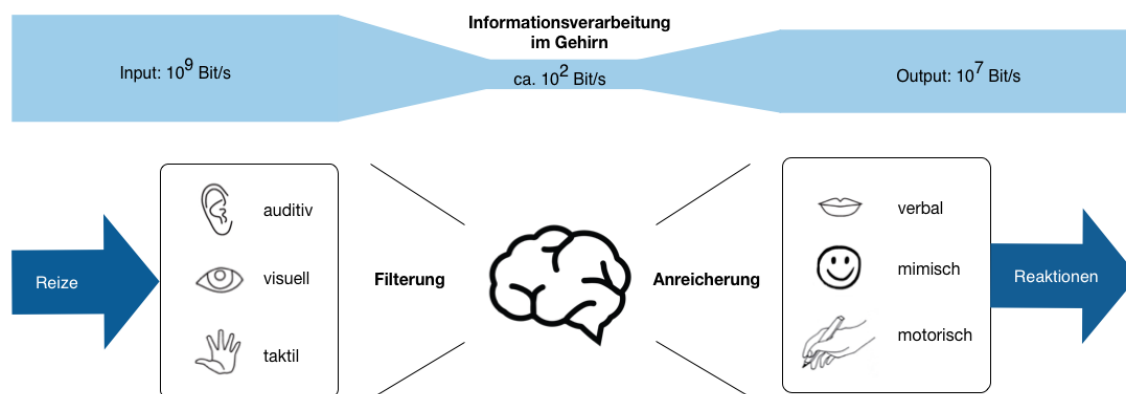 Informationsverarbeitung
im Gehirn
Input: 10⁹ Bit/s
ca. 10² Bit/s
Output: 10⁷ Bit/s
Reize
auditiv
visuell
taktil
Filterung
Anreicherung
verbal
mimisch
motorisch
Reaktionen